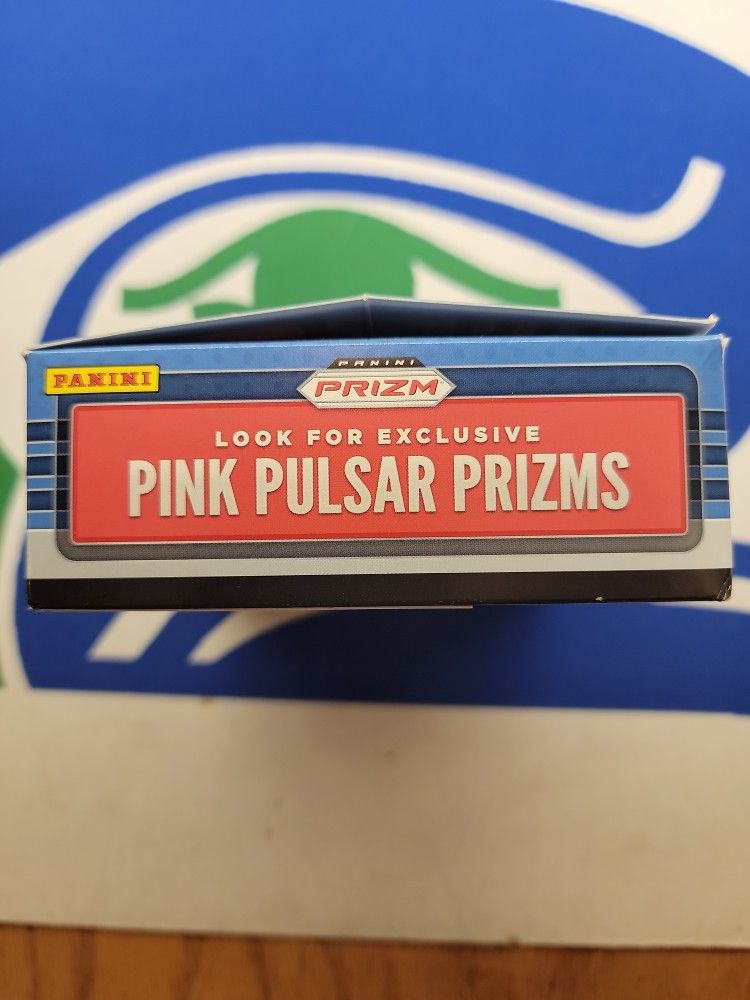 PANINI
PANINI
PRIZM
LOOK FOR EXCLUSIVE
PINK PULSAR PRIZMS